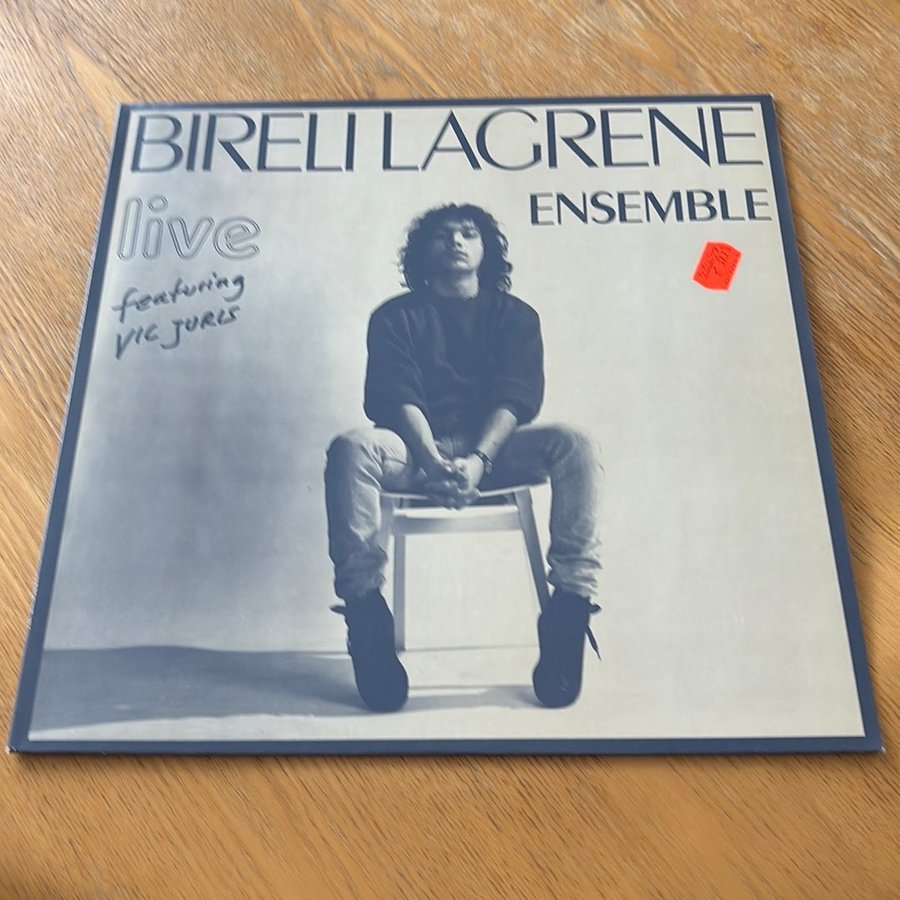 BIRELI LAGRENE
ENSEMBLE
live
featuring
VIC JURIS